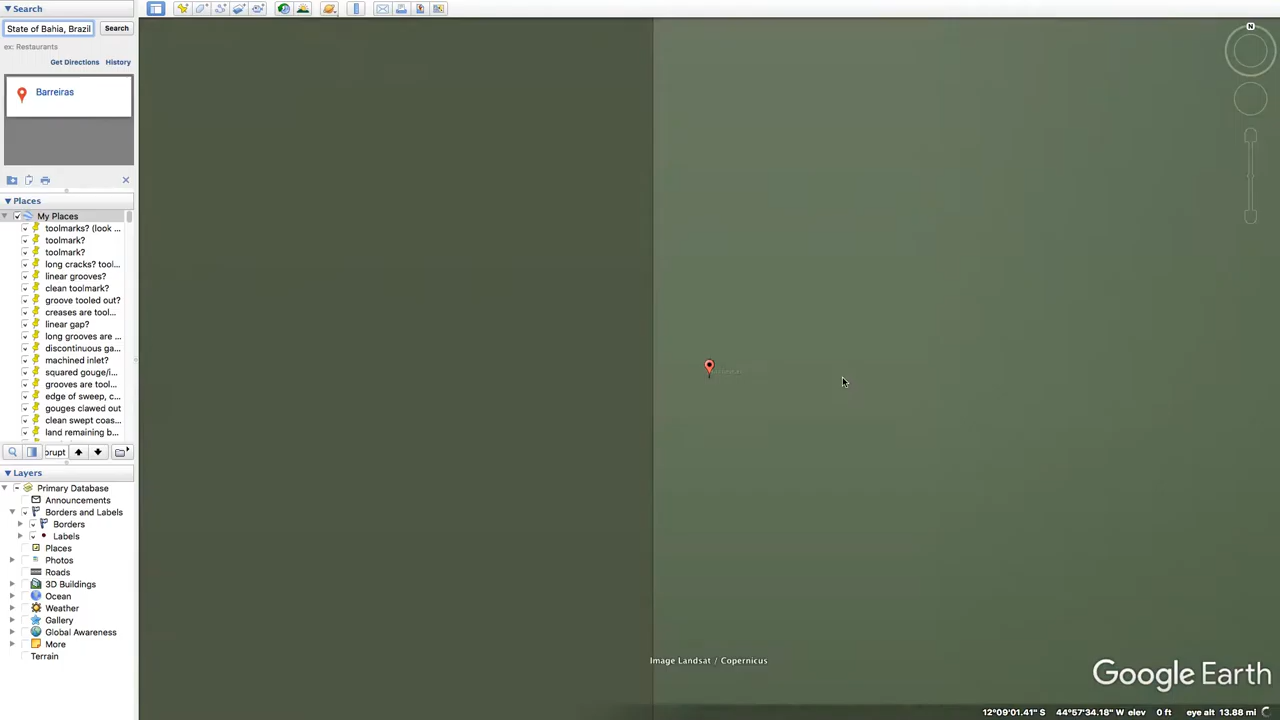 Search
State of Bahia, Brazil
Search
ex: Restaurants
Get Directions
History
Barreiras
Places
My Places
toolmarks? (look ...
toolmark?
toolmark?
long cracks? tool...
linear grooves?
clean toolmark?
groove tooled out?
creases are tool...
linear gap?
long grooves are ...
discontinuous ga...
machined inlet?
squared gouge/i...
grooves are tool...
edge of sweep, c...
gouges clawed out
clean swept coas...
land remaining b...
brupt
Layers
Primary Database
Announcements
Borders and Labels
Borders
Labels
Places
Photos
Roads
3D Buildings
Ocean
Weather
Gallery
Global Awareness
More
Terrain
N
Image Landsat / Copernicus
Google Earth
12°09'01.41" S 44°57'34.18" W elev 0 ft eye alt 13.88 mi